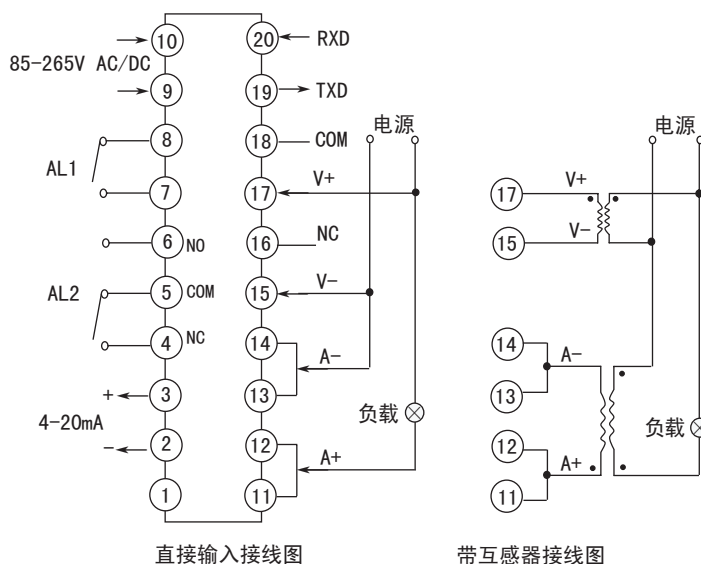 10
20
RXD
85-265V AC/DC
9
19
TXD
8
18
COM
电源
AL1
7
17
V+
6
NO
16
NC
AL2
5
COM
15
V-
4
NC
14
A-
+
3
13
4-20mA
负载
-
2
12
A+
1
11
直接输入接线图
电源
17
V+
15
V-
14
A-
13
负载
12
A+
11
带互感器接线图